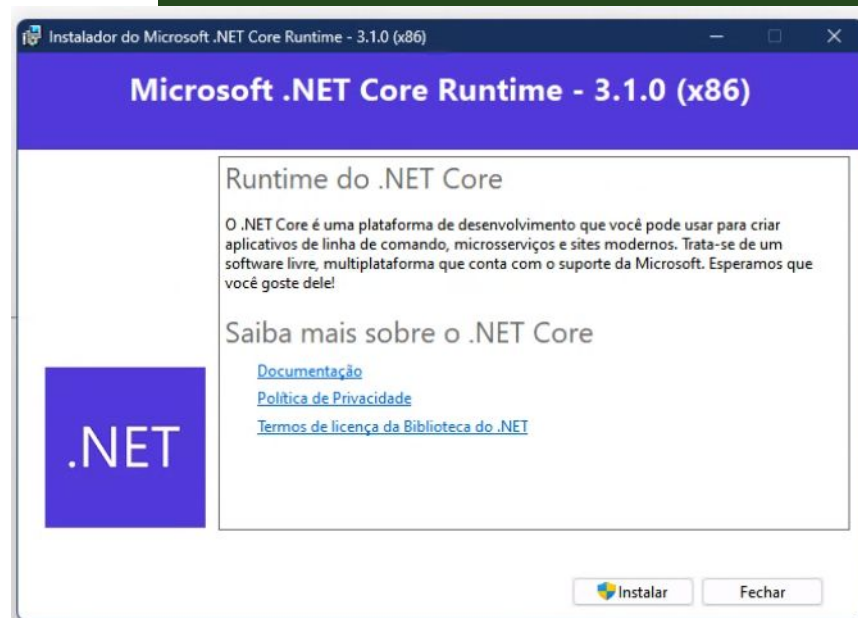 Instalador do Microsoft .NET Core Runtime - 3.1.0 (x86)
Microsoft .NET Core Runtime - 3.1.0 (x86)
Runtime do .NET Core
O .NET Core é uma plataforma de desenvolvimento que você pode usar para criar
aplicativos de linha de comando, microsserviços e sites modernos. Trata-se de um
software livre, multiplataforma que conta com o suporte da Microsoft. Esperamos que
você goste dele!
Saiba mais sobre o .NET Core
Documentação
Política de Privacidade
Termos de licença da Biblioteca do .NET
.NET
Instalar
Fechar